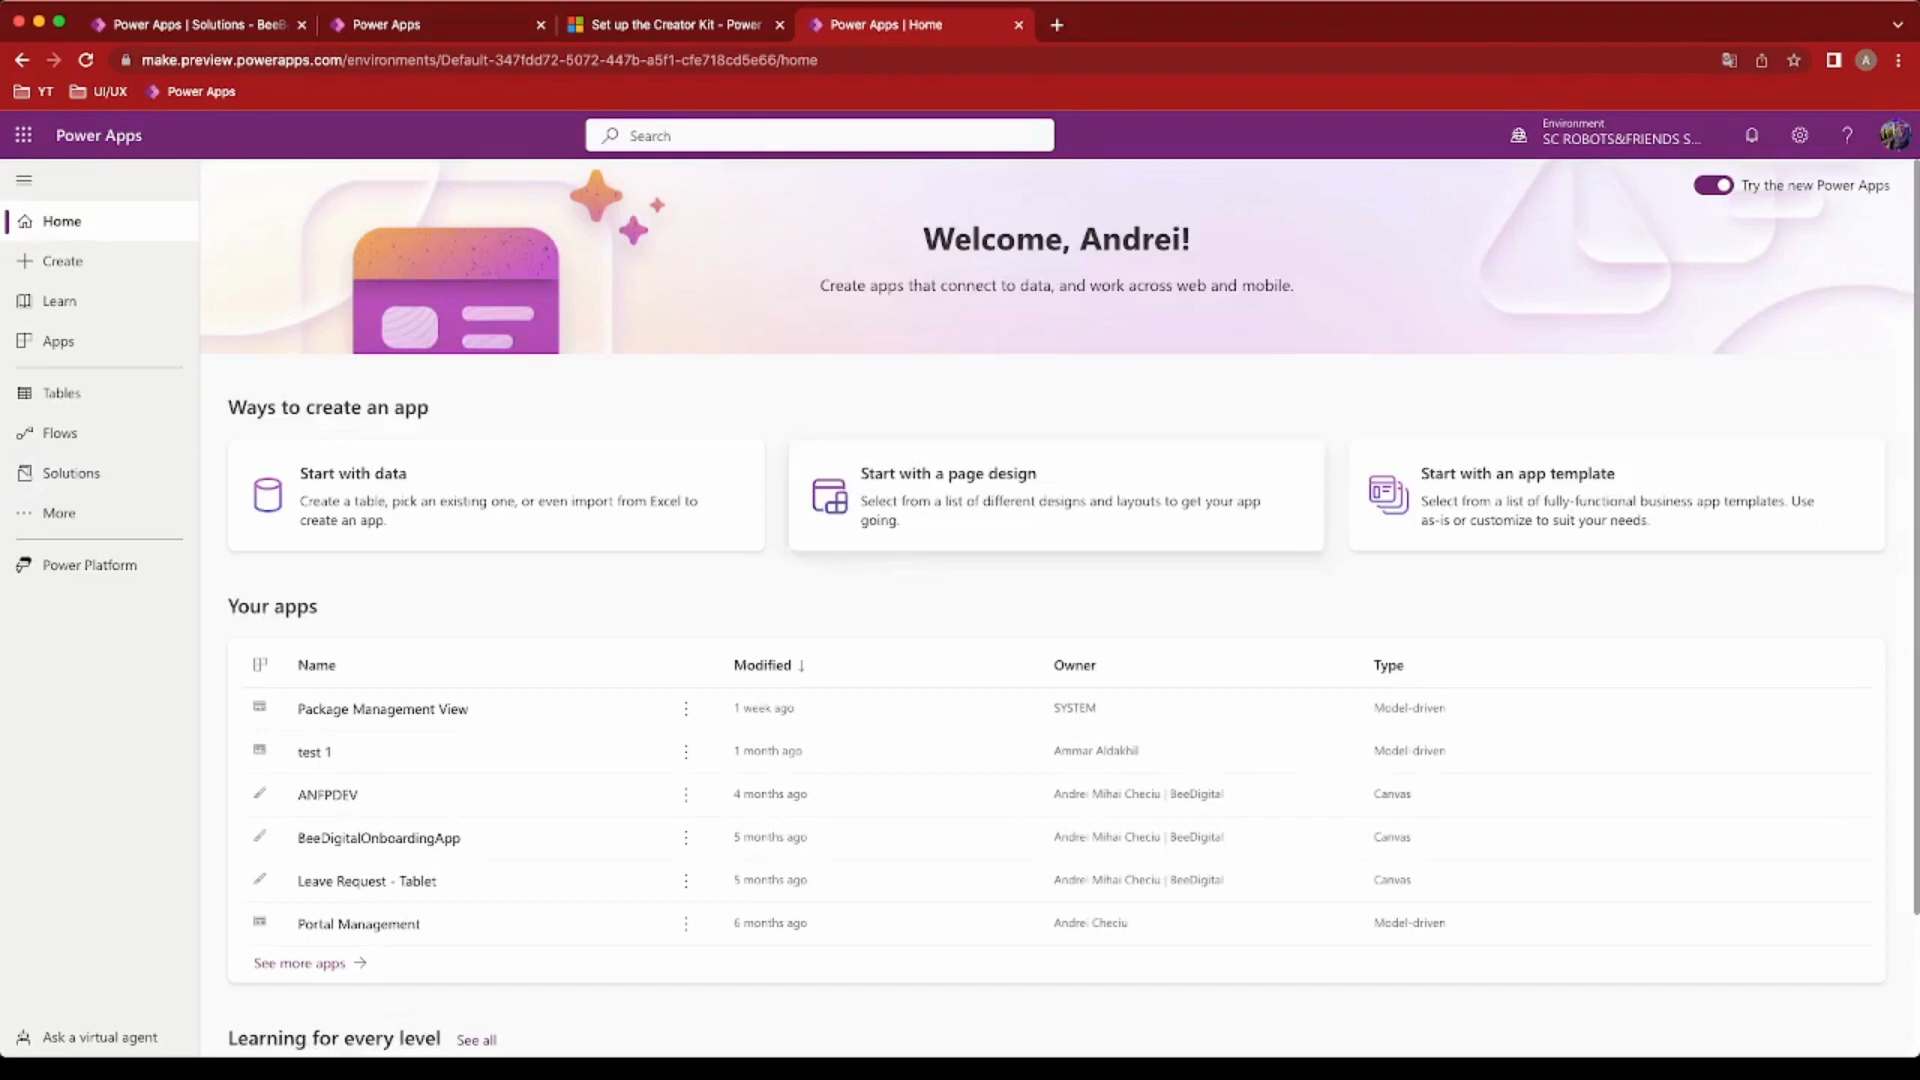 Power Apps | Solutions - BeeB
Power Apps
Set up the Creator Kit - Power
Power Apps | Home
make.preview.powerapps.com/environments/Default-347fdd72-5072-447b-a5f1-cfe718cd5e66/home
A
YT
UI/UX
Power Apps
Power Apps
Search
Environment
SC ROBOTS&FRIENDS S...
Try the new Power Apps
Home
Create
Learn
Apps
Tables
Flows
Solutions
More
Power Platform
Ask a virtual agent
Welcome, Andrei!
Create apps that connect to data, and work across web and mobile.
Ways to create an app
Start with data
Create a table, pick an existing one, or even import from Excel to
create an app.
Start with a page design
Select from a list of different designs and layouts to get your app
going.
Start with an app template
Select from a list of fully-functional business app templates. Use
as-is or customize to suit your needs.
Your apps
Name Modified ↓ Owner Type
Package Management View 1 week ago SYSTEM Model-driven
test 1 1 month ago Ammar Aldakhil Model-driven
ANFPDEV 4 months ago Andrei Mihai Checiu | BeeDigital Canvas
BeeDigitalOnboardingApp 5 months ago Andrei Mihai Checiu | BeeDigital Canvas
Leave Request - Tablet 5 months ago Andrei Mihai Checiu | BeeDigital Canvas
Portal Management 6 months ago Andrei Checiu Model-driven
See more apps →
Learning for every level See all